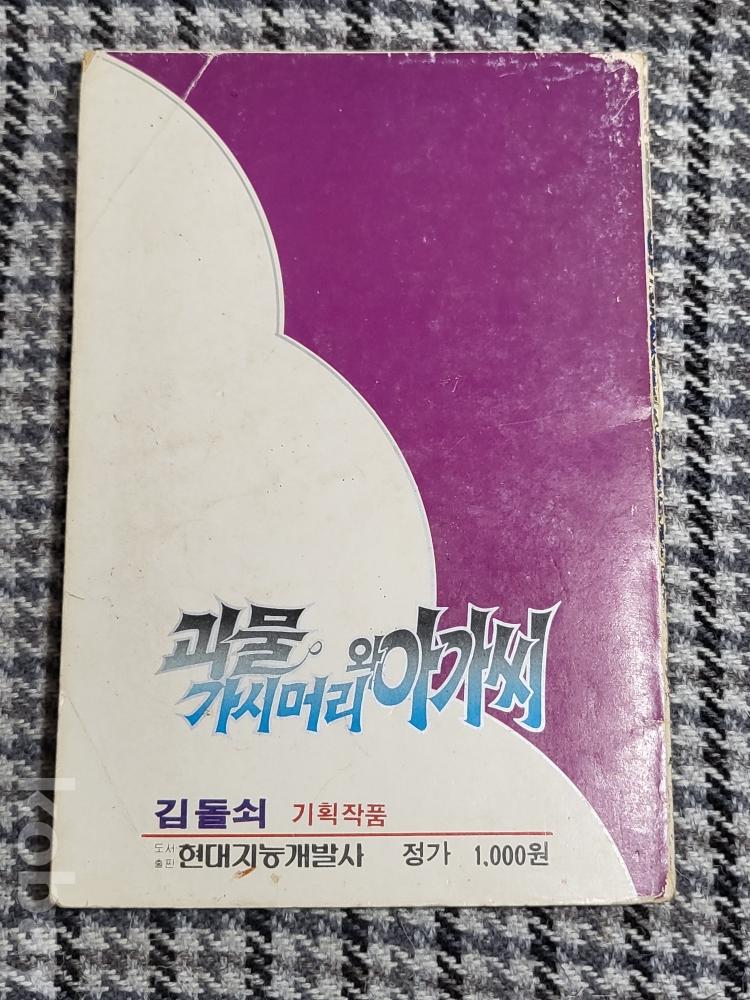 괴물
가시머리와 아가씨
김돌쇠 기획작품
도서출판 현대지능개발사 정가 1,000원